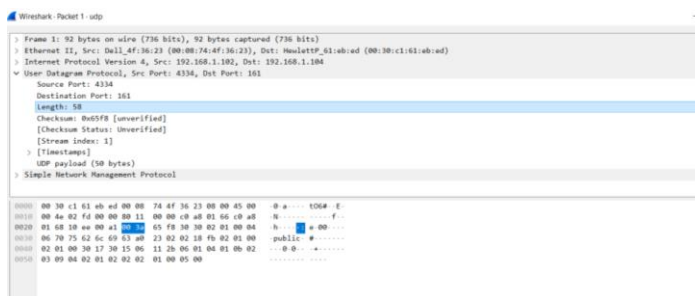 Wireshark · Packet 1 · udp
> Frame 1: 92 bytes on wire (736 bits), 92 bytes captured (736 bits)
> Ethernet II, Src: Dell_4f:36:23 (00:08:74:4f:36:23), Dst: HewlettP_61:eb:ed (00:30:c1:61:eb:ed)
> Internet Protocol Version 4, Src: 192.168.1.102, Dst: 192.168.1.104
User Datagram Protocol, Src Port: 4334, Dst Port: 161
Source Port: 4334
Destination Port: 161
Length: 58
Checksum: 0x65f8 [unverified]
[Checksum Status: Unverified]
[Stream index: 1]
> [Timestamps]
UDP payload (50 bytes)
> Simple Network Management Protocol
0000 00 30 c1 61 eb ed 00 08 74 4f 36 23 08 00 45 00 ·0·a···· tO6#··E·
0010 00 4e 02 fd 00 00 80 11 00 00 c0 a8 01 66 c0 a8 ·N······ ·····f··
0020 01 68 10 ee 00 a1 00 3a 65 f8 30 30 02 01 00 04 ·h·····: e·00····
0030 06 70 75 62 6c 69 63 a0 23 02 02 18 fb 02 01 00 ·public· #·······
0040 02 01 00 30 17 30 15 06 11 2b 06 01 04 01 0b 02 ···0·0·· ·+······
0050 03 09 04 02 01 02 02 02 01 00 05 00 ········ ····